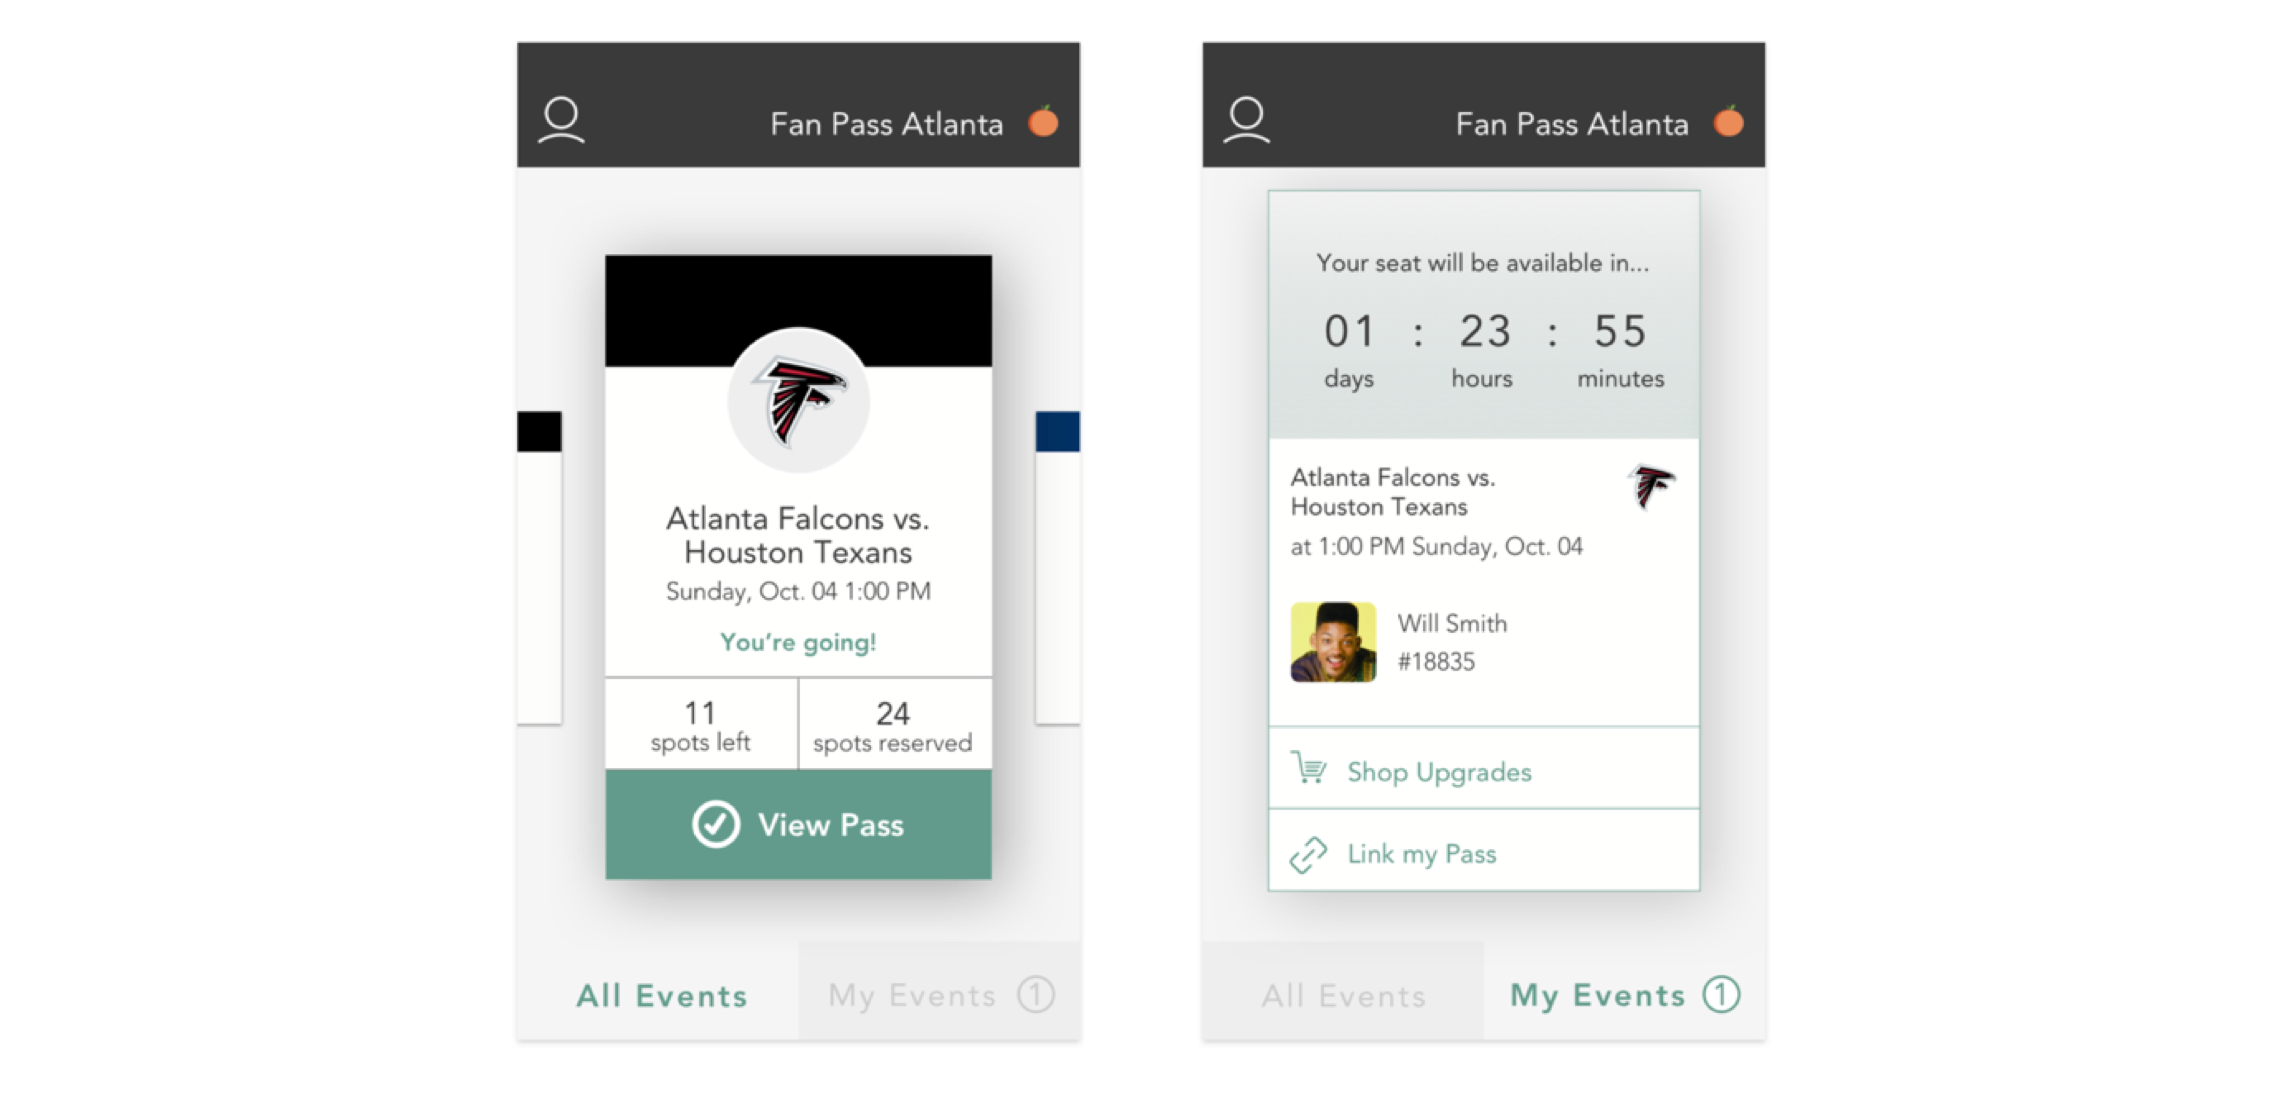 Fan Pass Atlanta
Atlanta Falcons vs.
Houston Texans
Sunday, Oct. 04 1:00 PM
You're going!
11
spots left
24
spots reserved
View Pass
All Events
My Events 1
Fan Pass Atlanta
Your seat will be available in...
01 : 23 : 55
days hours minutes
Atlanta Falcons vs.
Houston Texans
at 1:00 PM Sunday, Oct. 04
Will Smith
#18835
Shop Upgrades
Link my Pass
All Events
My Events 1